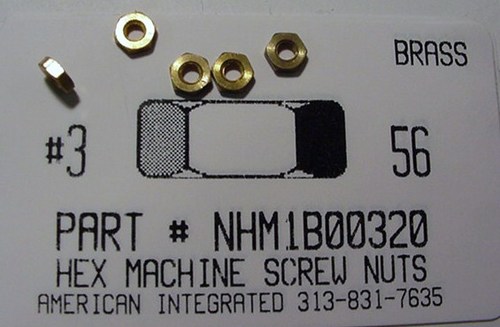 BRASS
#3 56
PART # NHM1B00320
HEX MACHINE SCREW NUTS
AMERICAN INTEGRATED 313-831-7635